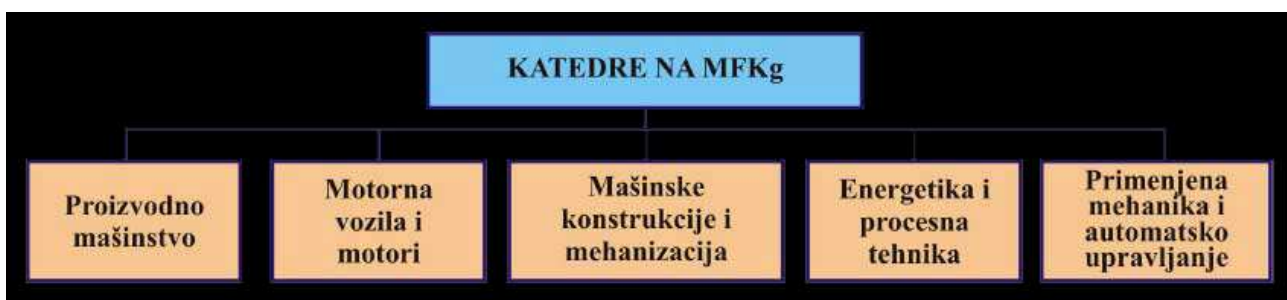 KATEDRE NA MFKg
Proizvodno
mašinstvo
Motorna
vozila i
motori
Mašinske
konstrukcije i
mehanizacija
Energetika i
procesna
tehnika
Primenjena
mehanika i
automatsko
upravljanje